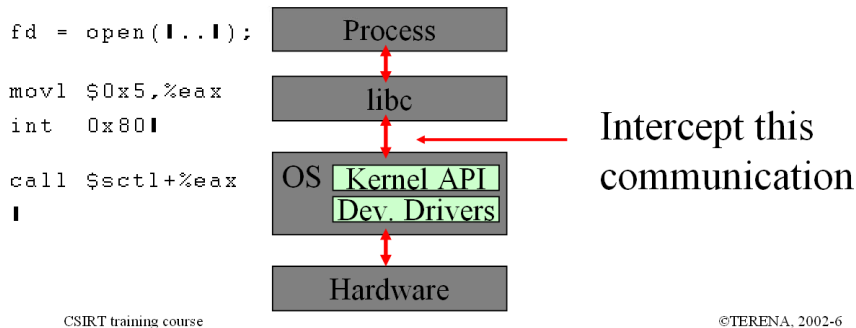 fd = open(▮..▮);
Process
movl $0x5,%eax
int 0x80▮
libc
Intercept this
communication
call $sctl+%eax
▮
OS
Kernel API
Dev. Drivers
Hardware
CSIRT training course
©TERENA, 2002-6